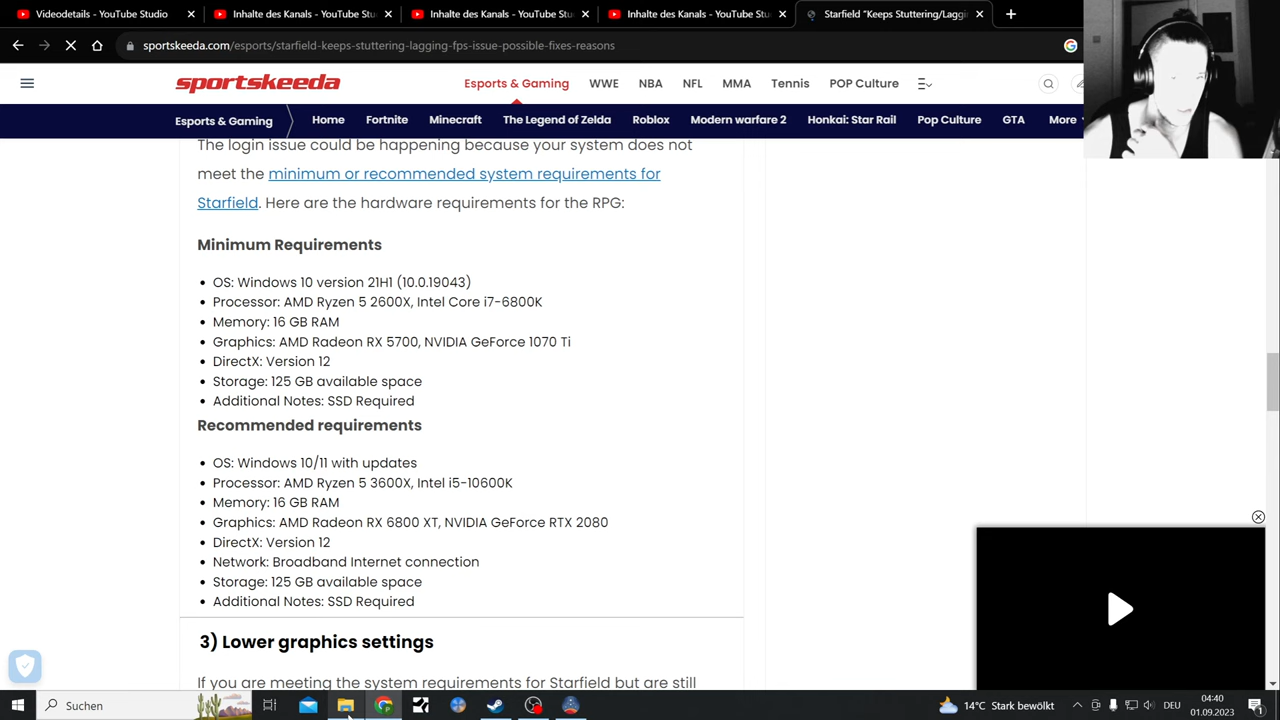 Videodetails - YouTube Studio
Inhalte des Kanals - YouTube Stu
Inhalte des Kanals - YouTube Stu
Inhalte des Kanals - YouTube Stu
Starfield "Keeps Stuttering/Laggi
sportskeeda.com/esports/starfield-keeps-stuttering-lagging-fps-issue-possible-fixes-reasons
sportskeeda
Esports & Gaming WWE NBA NFL MMA Tennis POP Culture
Esports & Gaming Home Fortnite Minecraft The Legend of Zelda Roblox Modern warfare 2 Honkai: Star Rail Pop Culture GTA More
The login issue could be happening because your system does not
meet the minimum or recommended system requirements for
Starfield. Here are the hardware requirements for the RPG:
Minimum Requirements
• OS: Windows 10 version 21H1 (10.0.19043)
• Processor: AMD Ryzen 5 2600X, Intel Core i7-6800K
• Memory: 16 GB RAM
• Graphics: AMD Radeon RX 5700, NVIDIA GeForce 1070 Ti
• DirectX: Version 12
• Storage: 125 GB available space
• Additional Notes: SSD Required
Recommended requirements
• OS: Windows 10/11 with updates
• Processor: AMD Ryzen 5 3600X, Intel i5-10600K
• Memory: 16 GB RAM
• Graphics: AMD Radeon RX 6800 XT, NVIDIA GeForce RTX 2080
• DirectX: Version 12
• Network: Broadband Internet connection
• Storage: 125 GB available space
• Additional Notes: SSD Required
3) Lower graphics settings
If you are meeting the system requirements for Starfield but are still
Suchen
14°C Stark bewölkt
DEU
04:40
01.09.2023